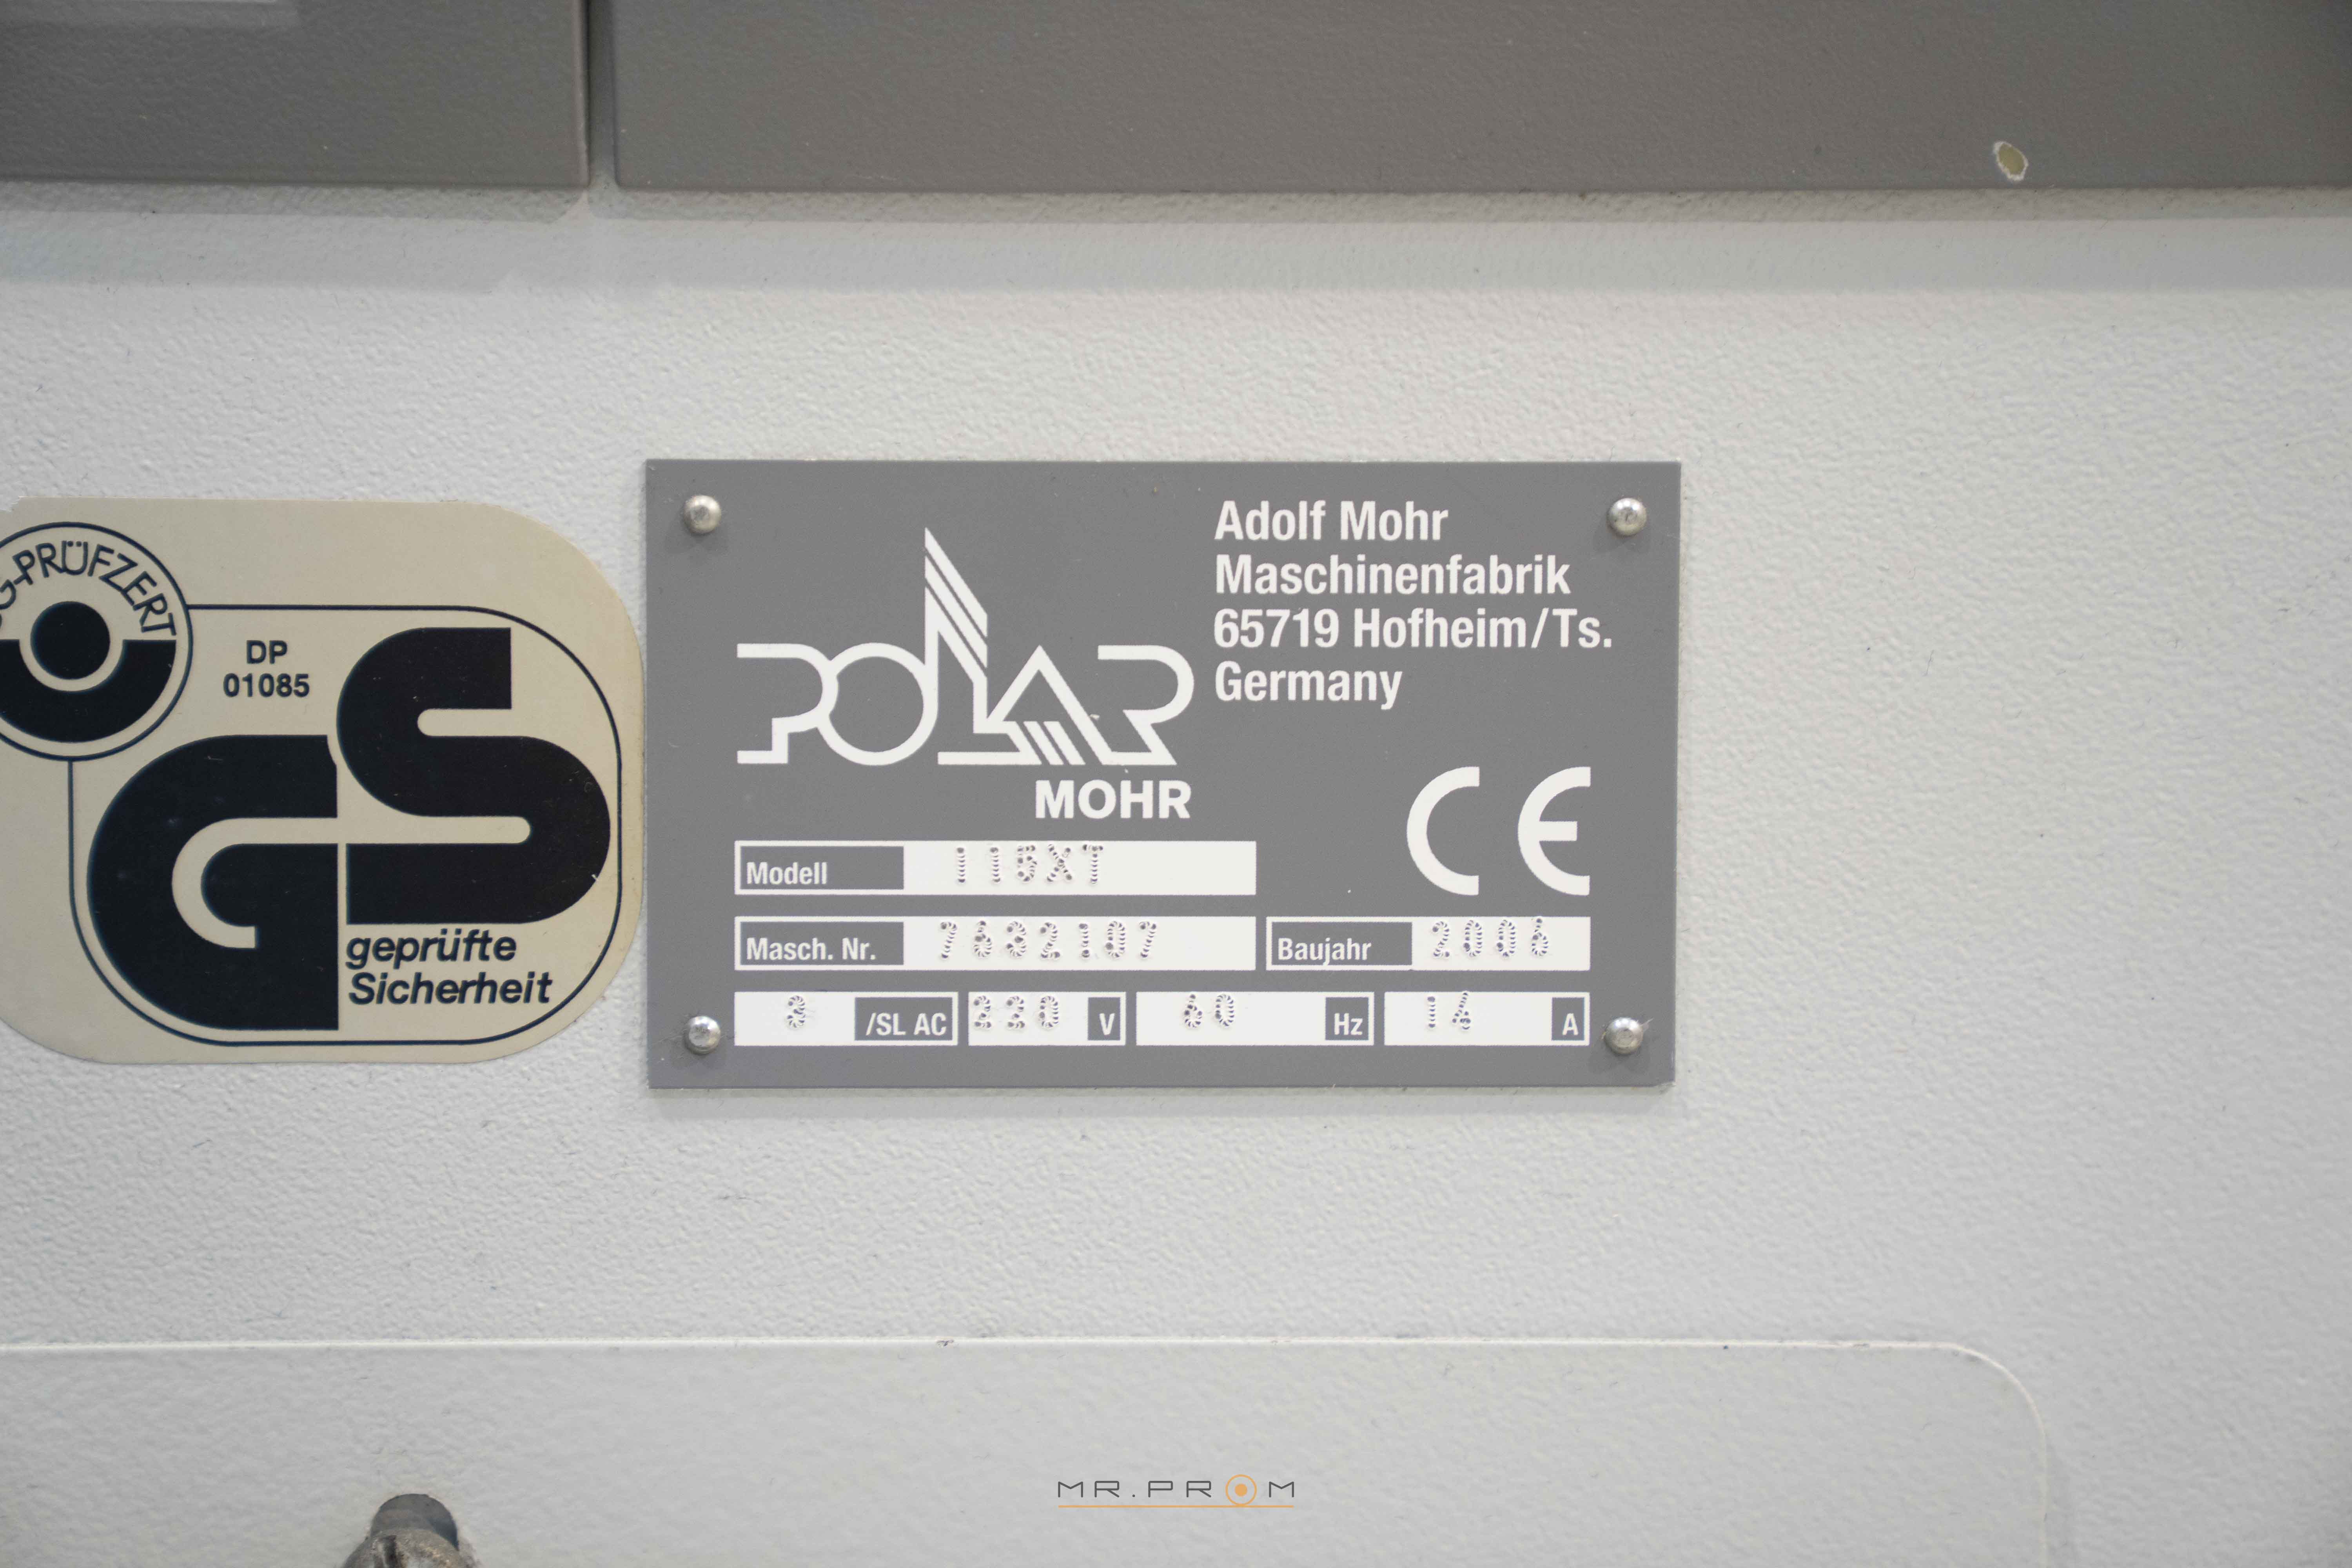 G-PRÜFZERT
DP
01085
GS
geprüfte
Sicherheit
POLAR
MOHR
Adolf Mohr
Maschinenfabrik
65719 Hofheim/Ts.
Germany
CE
Modell 115XT
Masch. Nr. 7632107 Baujahr 2006
3 /SL AC 220 V 60 Hz 14 A
MR.PROM